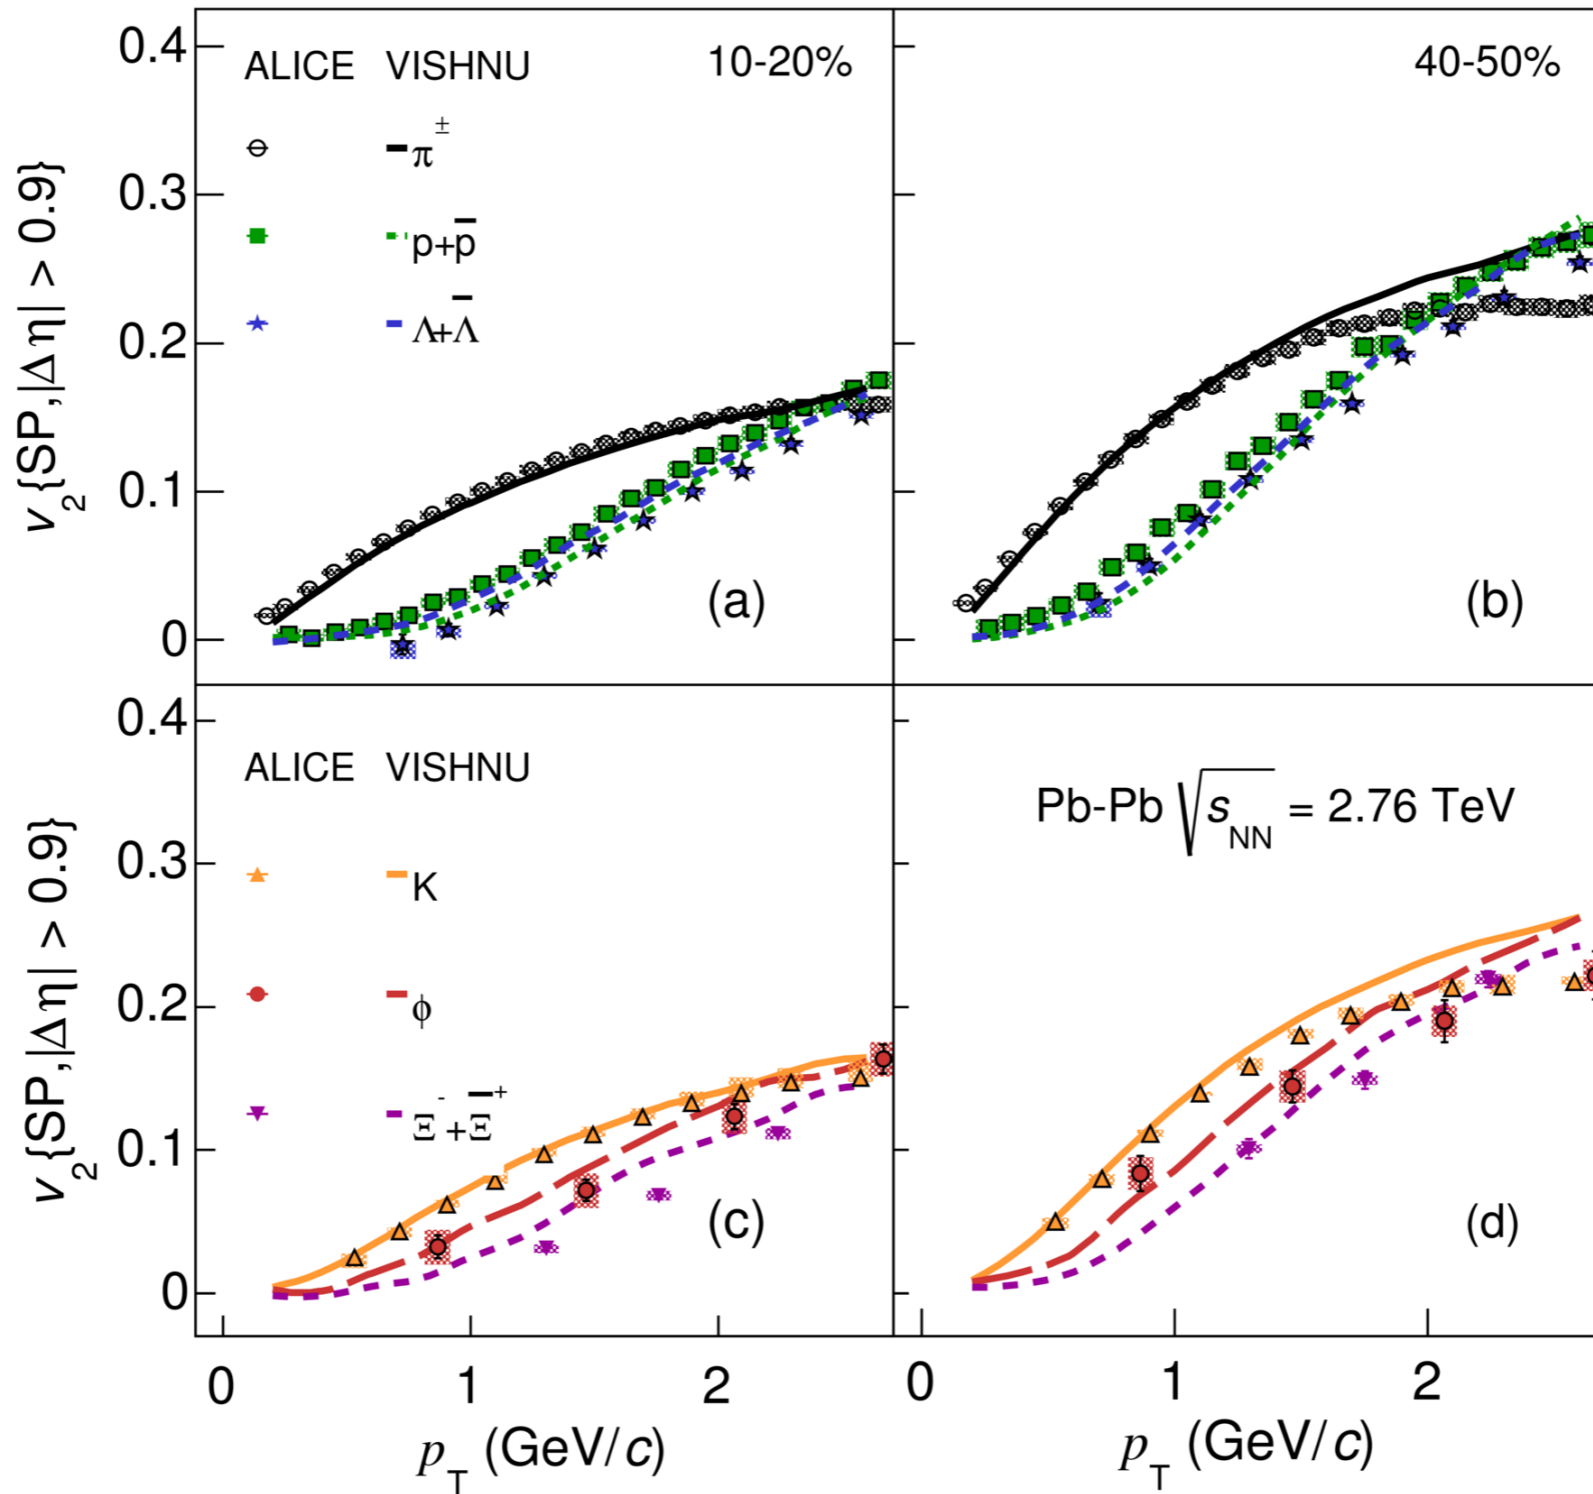 0.4
ALICE VISHNU
10-20%
40-50%
π±
0.3
p+p̄
Λ+Λ̄
0.2
0.1
0
v₂{SP,|Δη| > 0.9}
(a)
(b)
0.4
ALICE VISHNU
Pb-Pb √sNN = 2.76 TeV
0.3
K
0.2
ϕ
Ξ⁻+Ξ̄⁺
0.1
0
v₂{SP,|Δη| > 0.9}
(c)
(d)
0 1 2
0 1 2
pT (GeV/c)
pT (GeV/c)